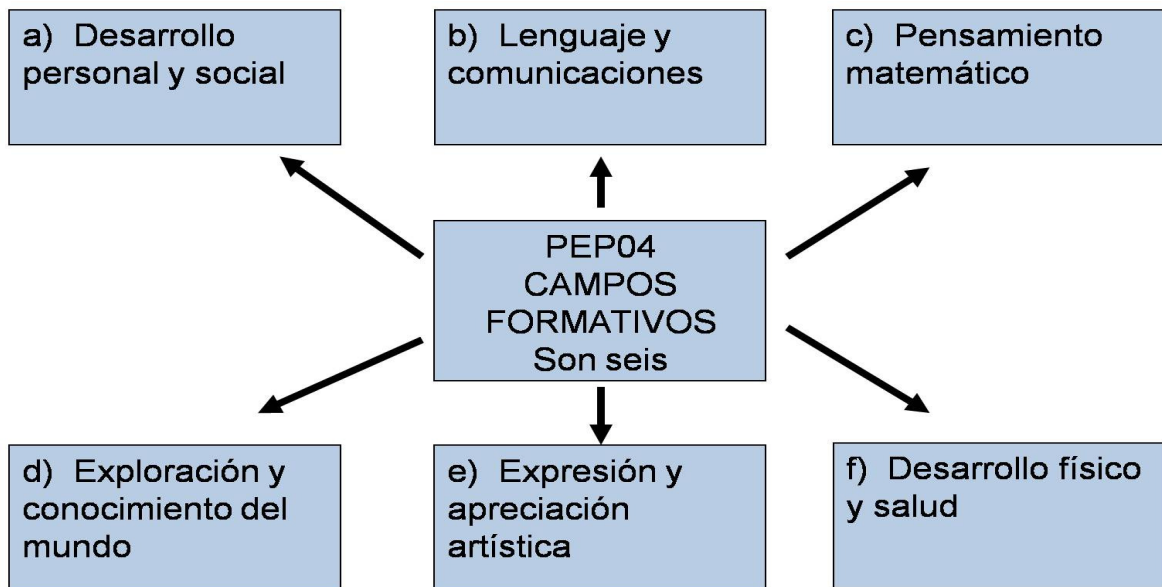 a) Desarrollo
personal y social
b) Lenguaje y
comunicaciones
c) Pensamiento
matemático
PEP04
CAMPOS
FORMATIVOS
Son seis
d) Exploración y
conocimiento del
mundo
e) Expresión y
apreciación
artística
f) Desarrollo físico
y salud